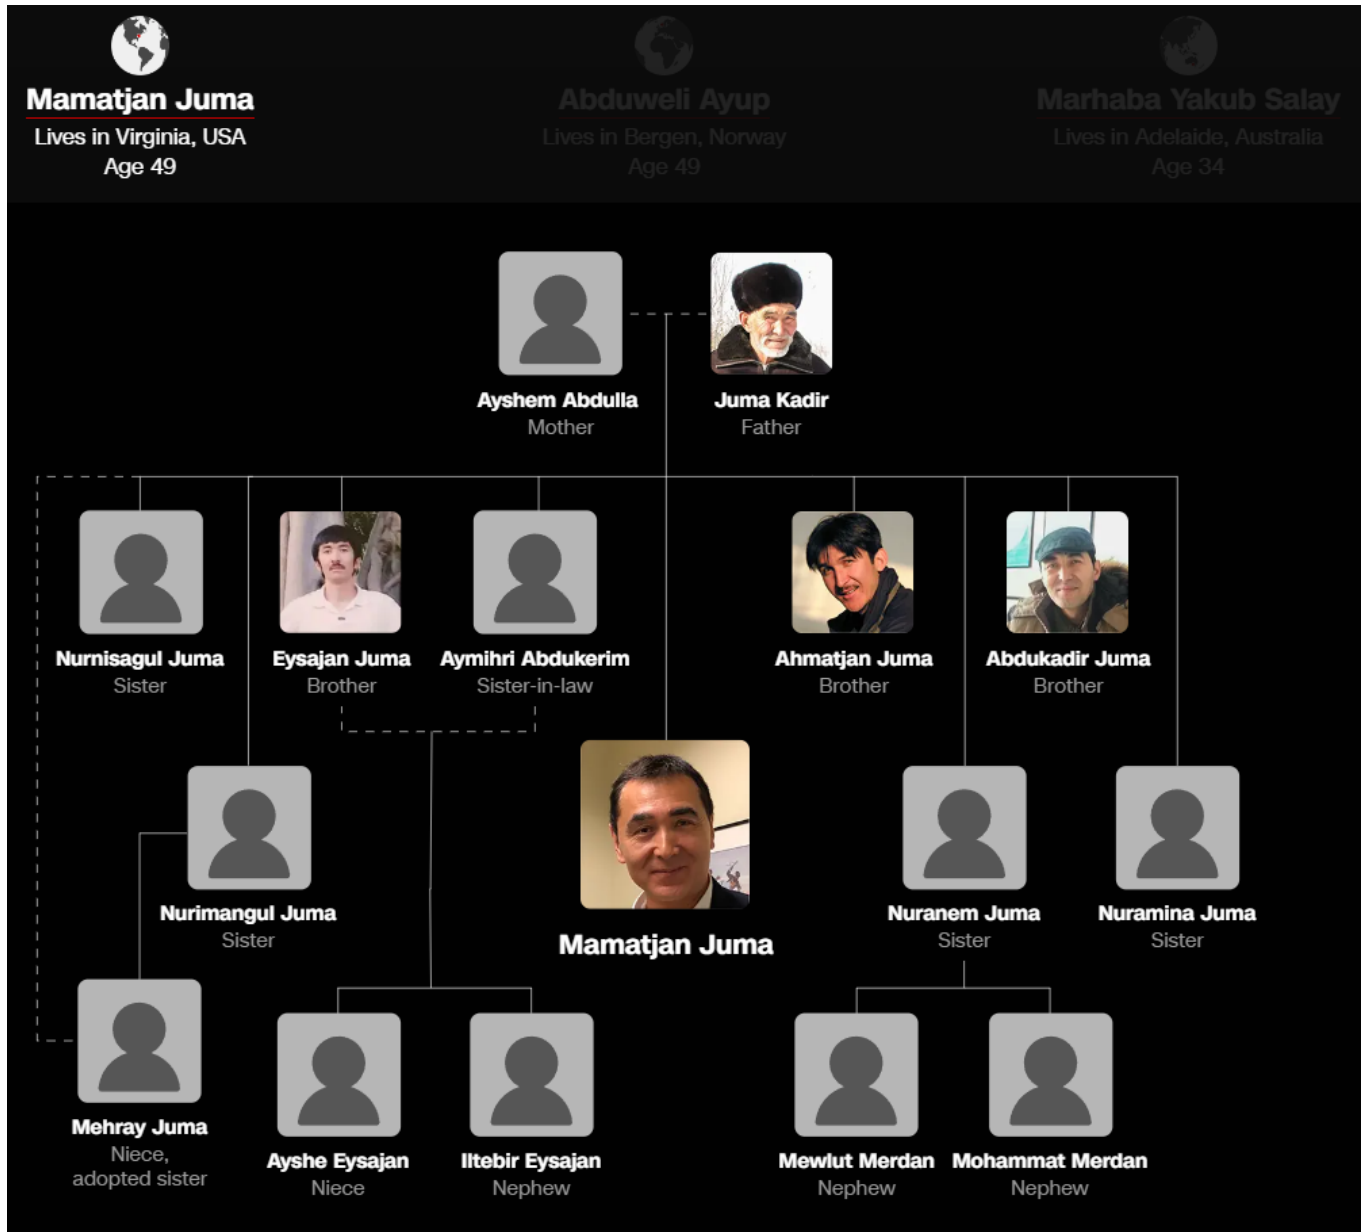 Mamatjan Juma
Lives in Virginia, USA
Age 49
Abduweli Ayup
Lives in Bergen, Norway
Age 49
Marhaba Yakub Salay
Lives in Adelaide, Australia
Age 34
Ayshem Abdulla
Mother
Juma Kadir
Father
Nurnisagul Juma
Sister
Eysajan Juma
Brother
Aymihri Abdukerim
Sister-in-law
Ahmatjan Juma
Brother
Abdukadir Juma
Brother
Nurimangul Juma
Sister
Mamatjan Juma
Nuranem Juma
Sister
Nuramina Juma
Sister
Mehray Juma
Niece,
adopted sister
Ayshe Eysajan
Niece
Iltebir Eysajan
Nephew
Mewlut Merdan
Nephew
Mohammat Merdan
Nephew